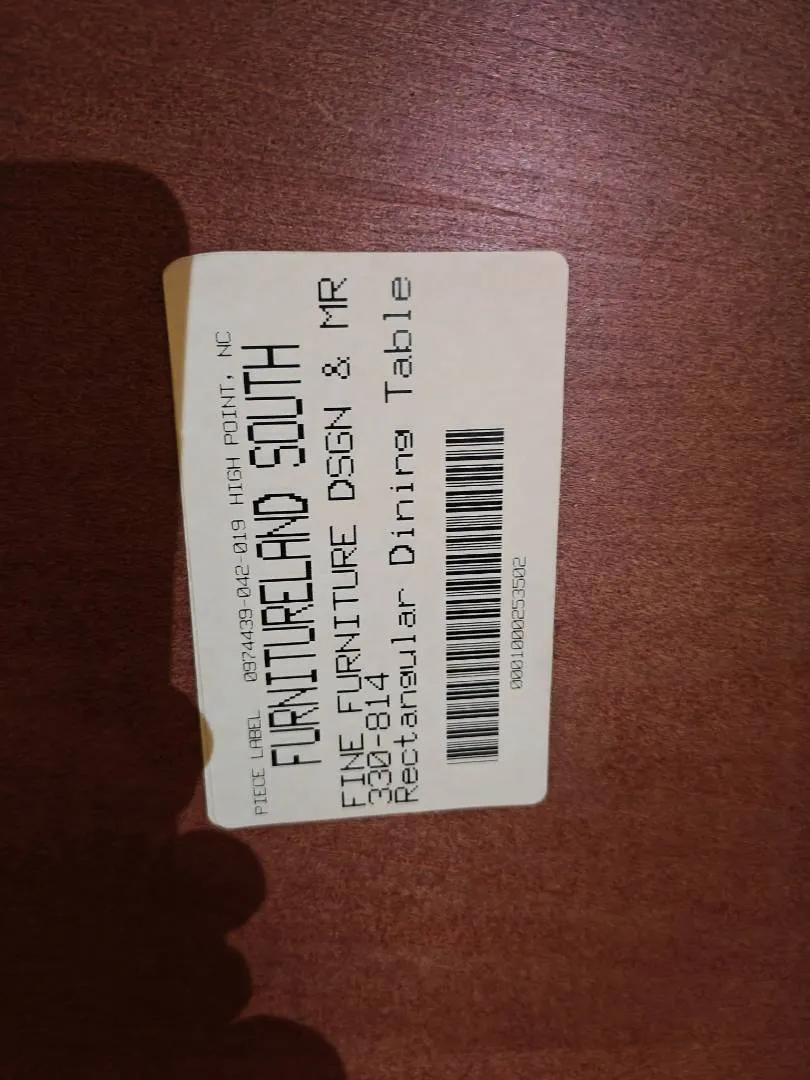 PIECE LABEL 0974439-042-019 HIGH POINT, NC
FURNITURELAND SOUTH
FINE FURNITURE DSGN & MR
330-814
Rectangular Dining Table
0001000253502